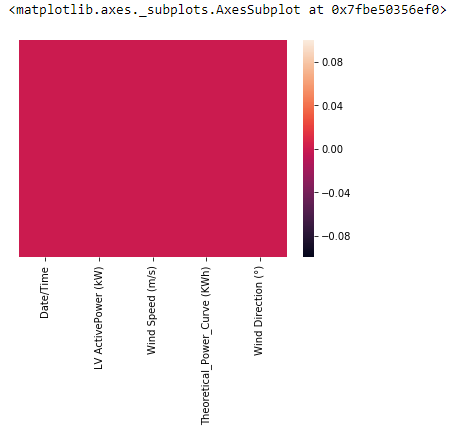 <matplotlib.axes._subplots.AxesSubplot at 0x7fbe50356ef0>
0.08
0.04
0.00
−0.04
−0.08
Date/Time
LV ActivePower (kW)
Wind Speed (m/s)
Theoretical_Power_Curve (KWh)
Wind Direction (°)